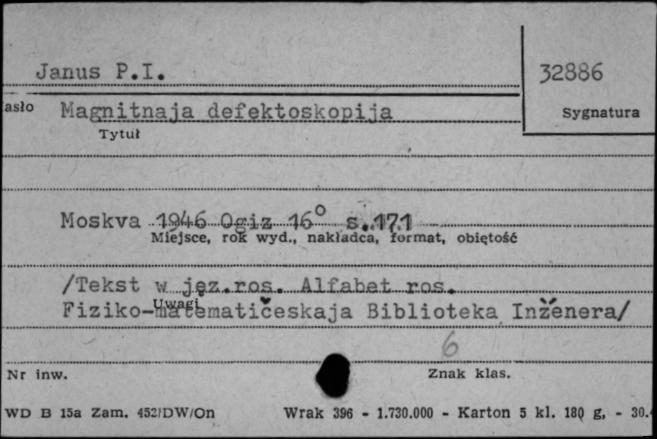 Janus P.I.
32886
asło Magnitnaja defektoskopija
Sygnatura
Tytuł
Moskva 1946 Ogiz 16° s.171
Miejsce, rok wyd., nakładca, format, objętość
/Tekst w jęz.ros. Alfabet ros.
Uwagi
Fiziko-matematičeskaja Biblioteka Inženera/
6
Nr inw.
Znak klas.
WD B 15a Zam. 452/DW/On Wrak 396 - 1.730.000 - Karton 5 kl. 180 g, - 30.